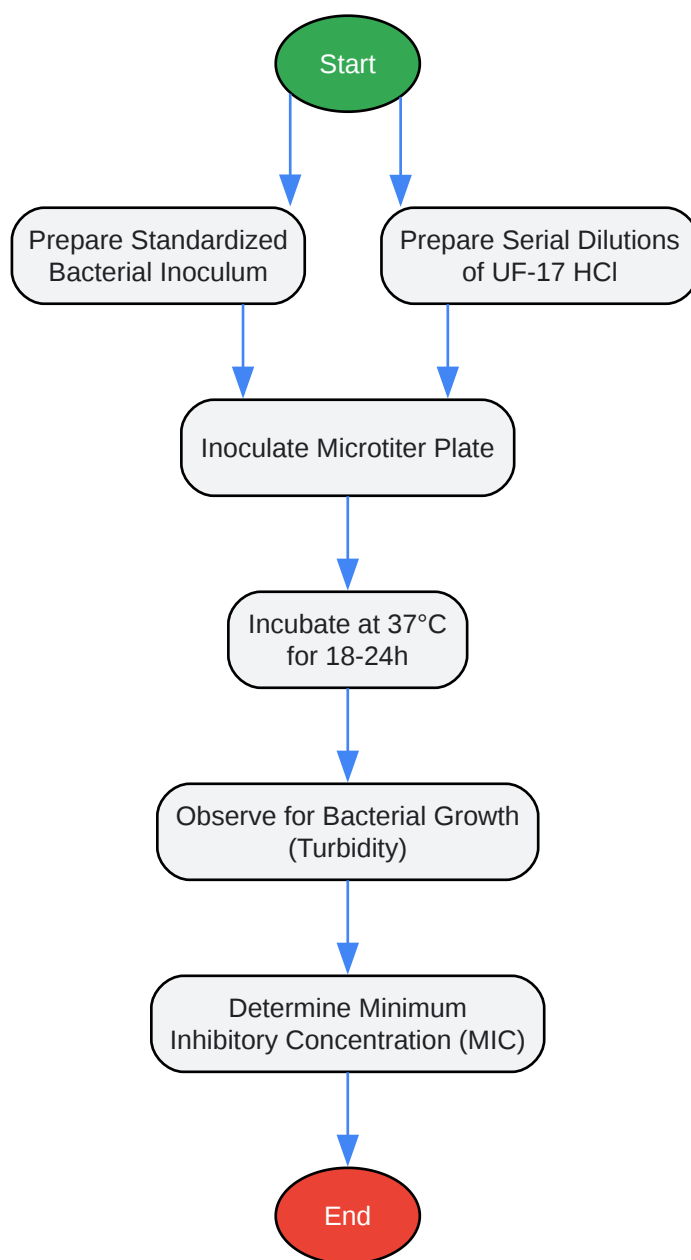 Start
Prepare Standardized
Bacterial Inoculum
Prepare Serial Dilutions
of UF-17 HCl
Inoculate Microtiter Plate
Incubate at 37°C
for 18-24h
Observe for Bacterial Growth
(Turbidity)
Determine Minimum
Inhibitory Concentration (MIC)
End